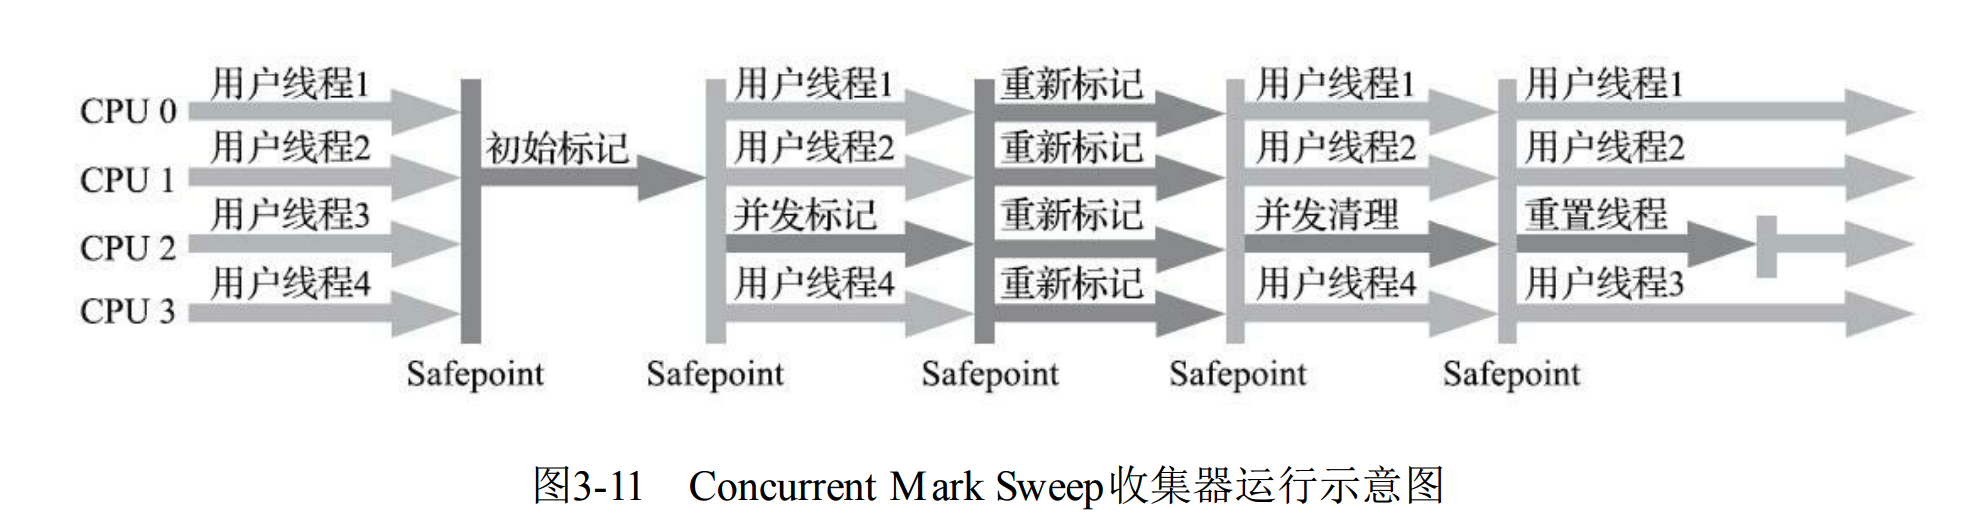 用户线程1 用户线程1 重新标记 用户线程1 用户线程1
CPU 0
用户线程2 初始标记 用户线程2 重新标记 用户线程2 用户线程2
CPU 1
用户线程3 并发标记 重新标记 并发清理 重置线程
CPU 2
用户线程4 用户线程4 重新标记 用户线程4 用户线程3
CPU 3
Safepoint Safepoint Safepoint Safepoint Safepoint
图3-11 Concurrent Mark Sweep收集器运行示意图